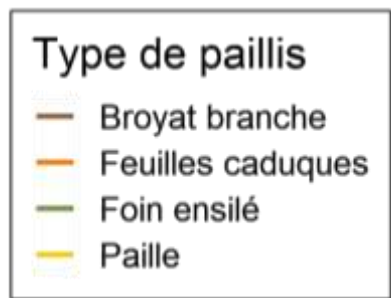 Type de paillis
Broyat branche
Feuilles caduques
Foin ensilé
Paille